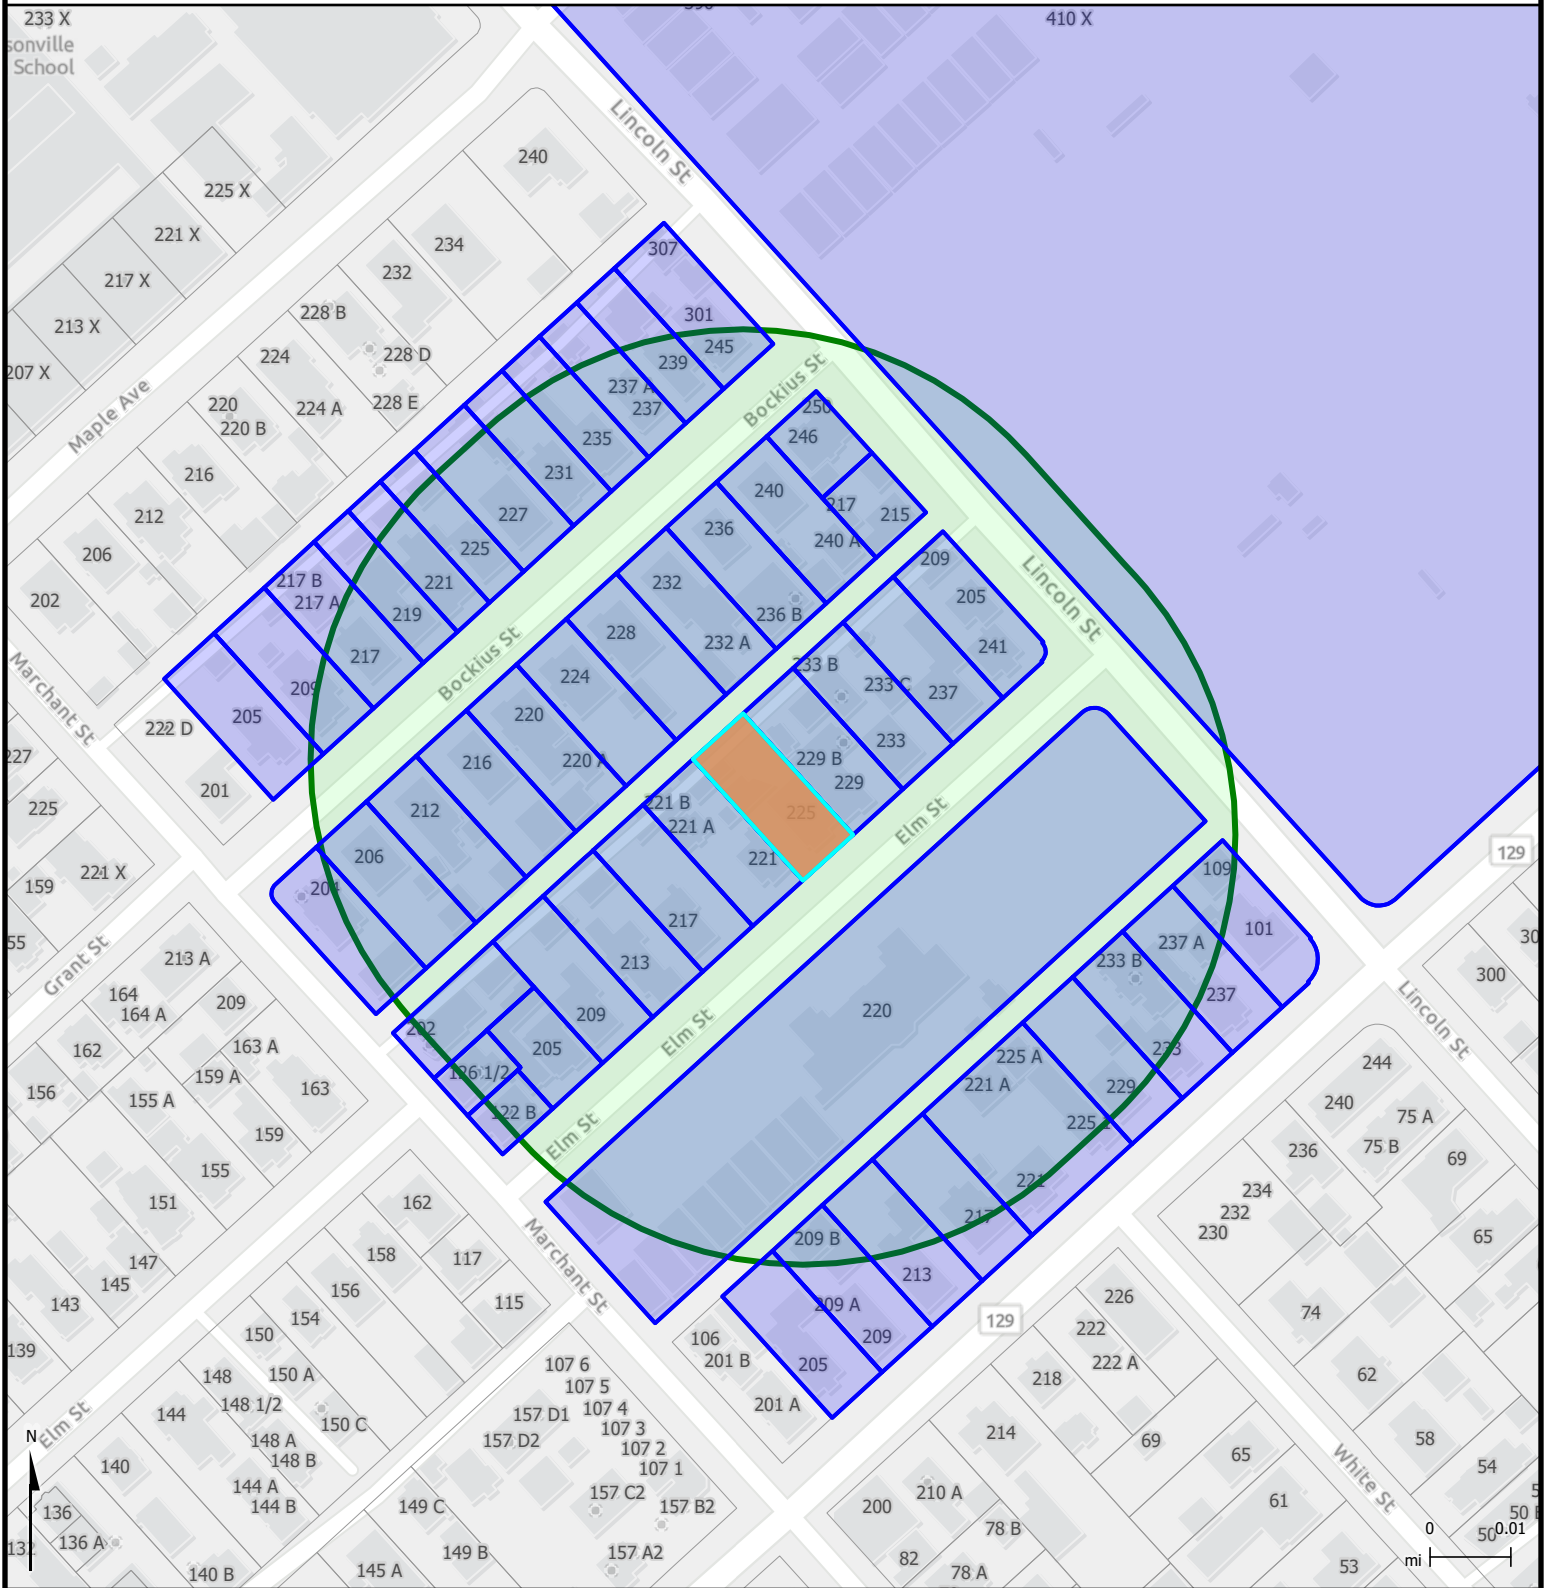 233 X
410 X
sonville
School
Lincoln St
240
225 X
221 X
217 X
213 X
207 X
234
232
228 B
228 D
228 E
224
224 A
220
220 B
216
212
206
202
Maple Ave
307
301
245
239
237 A
237
235
231
227
225
221
219
217
217 B
217 A
209
205
Bockius St
250
246
240
217
215
240 A
236
236 B
232
232 A
228
224
220
220 A
216
212
206
204
Bockius St
Lincoln St
209
205
241
237
233 C
233 B
233
229 B
229
225
221 B
221 A
221
217
213
209
205
202
126 1/2
122 B
Elm St
Elm St
Elm St
220
Marchant St
222 D
201
227
225
221 X
159
Grant St
213 A
209
164
164 A
162
156
163 A
163
159 A
155 A
159
155
151
147
145
143
139
109
101
237 A
237
233 B
233
229
225 A
221 A
221
217
209 B
213
209 A
209
205
129
300
Lincoln St
244
240
75 A
75 B
69
236
234
232
230
65
74
62
58
54
Marchant St
162
158
117
156
115
154
150
150 A
148
148 1/2
150 C
144
148 A
148 B
144 A
144 B
140
Elm St
136
136 A
132
140 B
106
201 B
201 A
107 6
107 5
107 4
107 3
107 2
107 1
157 D1
157 D2
157 C2
157 B2
157 A2
149 C
149 B
145 A
129
226
222
222 A
218
214
69
65
61
53
210 A
200
78 B
82
78 A
White St
50
N
0
0.01
mi